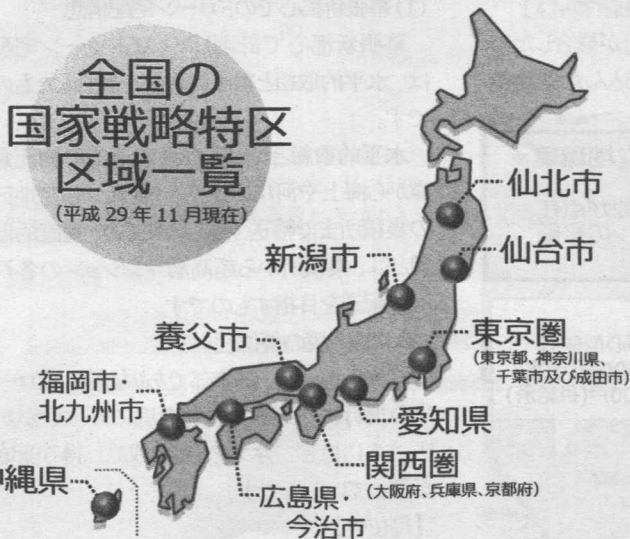 全国の
国家戦略特区
区域一覧
(平成29年11月現在)
仙北市
仙台市
新潟市
東京圏
(東京都、神奈川県、
千葉市及び成田市)
養父市
福岡市・
北九州市
愛知県
関西圏
(大阪府、兵庫県、京都府)
広島県・
今治市
沖縄県